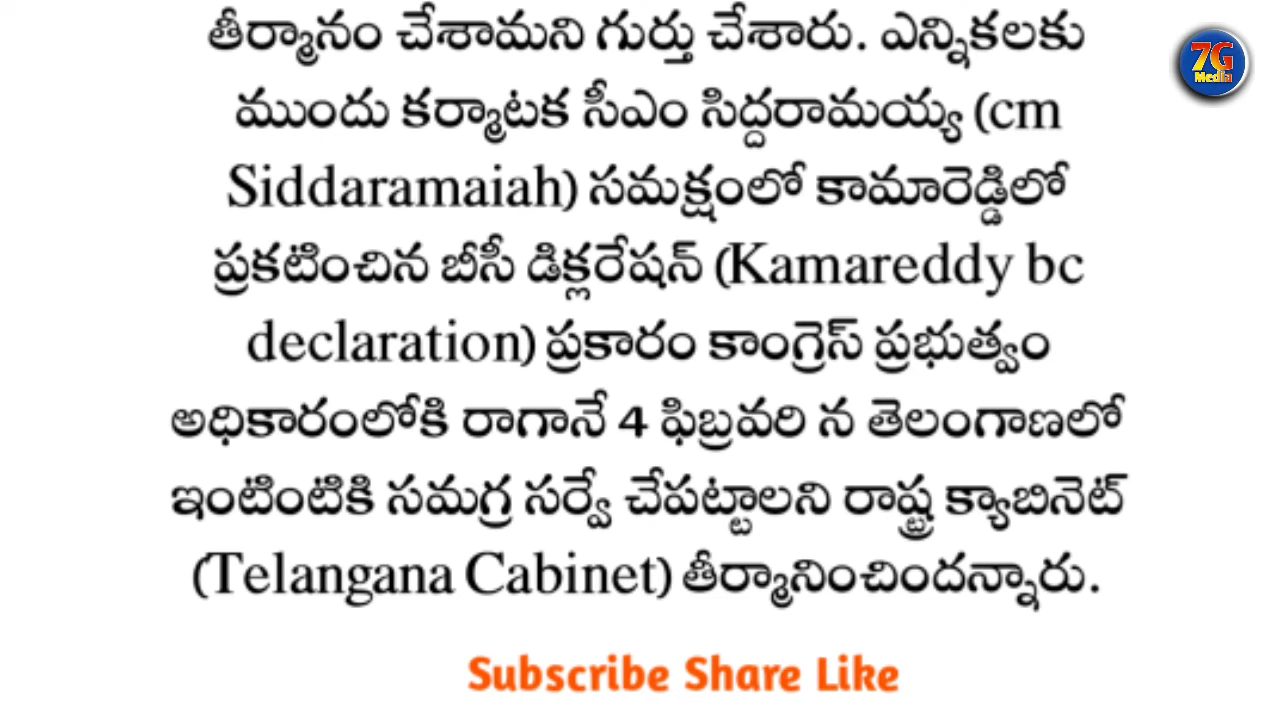 తీర్మానం చేశామని గుర్తు చేశారు. ఎన్నికలకు
ముందు కర్మాటక సీఎం సిద్దరామయ్య (cm
Siddaramaiah) సమక్షంలో కామారెడ్డిలో
ప్రకటించిన బీసీ డిక్లరేషన్ (Kamareddy bc
declaration) ప్రకారం కాంగ్రెస్ ప్రభుత్వం
అధికారంలోకి రాగానే 4 ఫిబ్రవరి న తెలంగాణలో
ఇంటింటికి సమగ్ర సర్వే చేపట్టాలని రాష్ట్ర క్యాబినెట్
(Telangana Cabinet) తీర్మానించిందన్నారు.
7G
Media
Subscribe Share Like